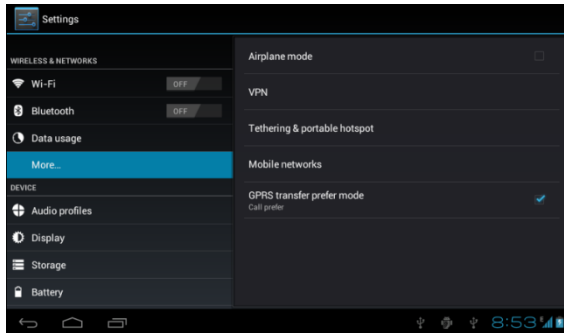 Settings
WIRELESS & NETWORKS
Wi-Fi OFF
Bluetooth OFF
Data usage
More...
DEVICE
Audio profiles
Display
Storage
Battery
Airplane mode
VPN
Tethering & portable hotspot
Mobile networks
GPRS transfer prefer mode
Call prefer
8:53